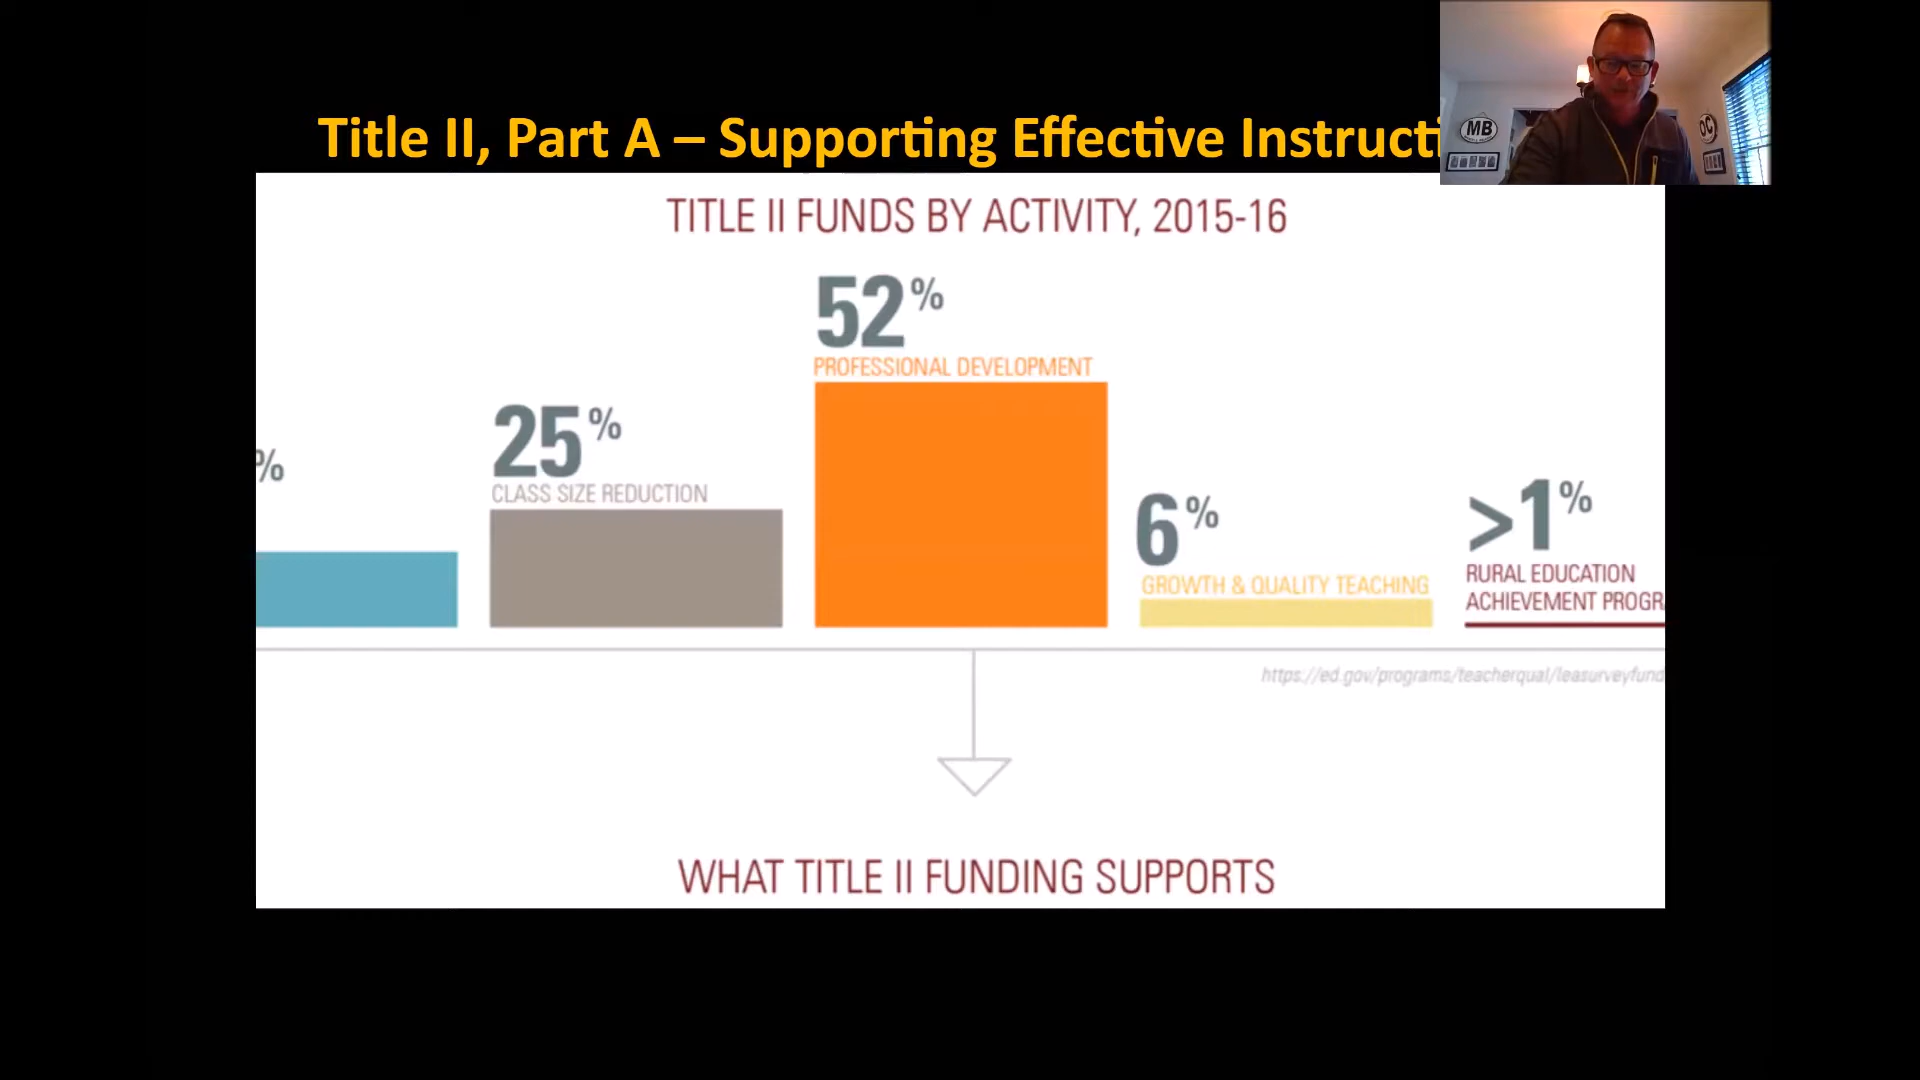 Title II, Part A – Supporting Effective Instructi
MB
OC
TITLE II FUNDS BY ACTIVITY, 2015-16
52%
PROFESSIONAL DEVELOPMENT
25%
CLASS SIZE REDUCTION
%
6%
GROWTH & QUALITY TEACHING
>1%
RURAL EDUCATION
ACHIEVEMENT PROGR
https://ed.gov/programs/teacherqual/leasurveyfund
WHAT TITLE II FUNDING SUPPORTS